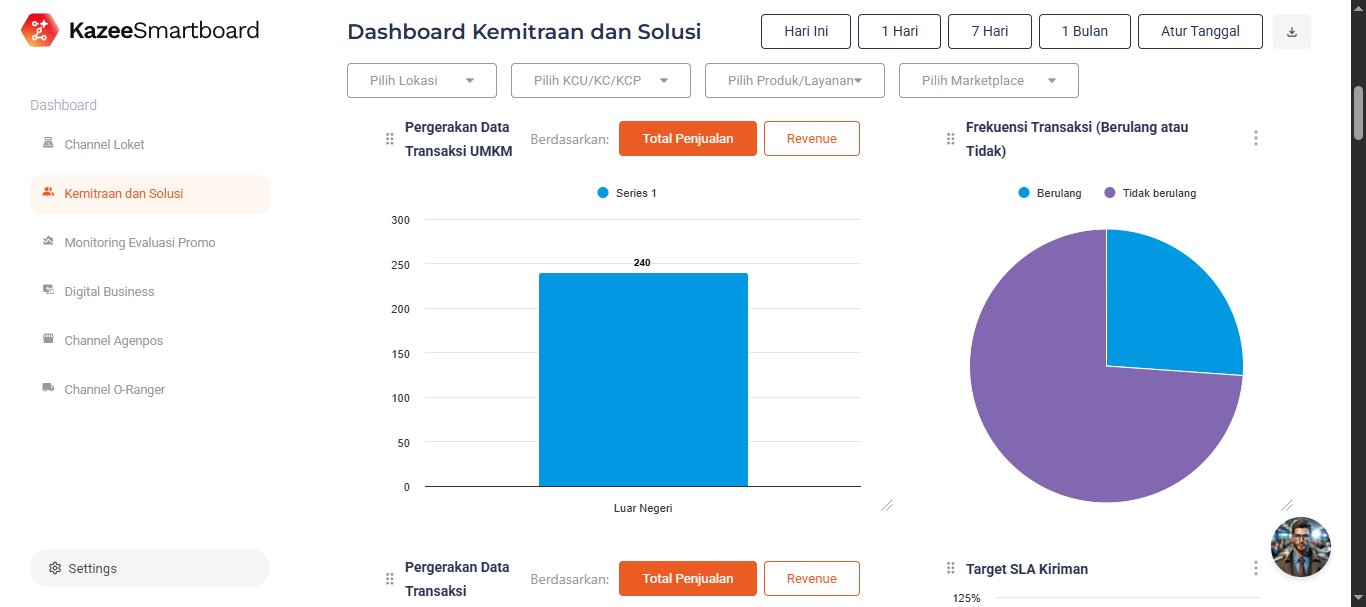 KazeeSmartboard
Dashboard Kemitraan dan Solusi
Hari Ini
1 Hari
7 Hari
1 Bulan
Atur Tanggal
Pilih Lokasi
Pilih KCU/KC/KCP
Pilih Produk/Layanan
Pilih Marketplace
Dashboard
Channel Loket
Kemitraan dan Solusi
Monitoring Evaluasi Promo
Digital Business
Channel Agenpos
Channel O-Ranger
Settings
Pergerakan Data
Transaksi UMKM
Berdasarkan:
Total Penjualan
Revenue
Series 1
300
250
200
150
100
50
0
240
Luar Negeri
Frekuensi Transaksi (Berulang atau
Tidak)
Berulang
Tidak berulang
Pergerakan Data
Transaksi
Berdasarkan:
Total Penjualan
Revenue
Target SLA Kiriman
125%